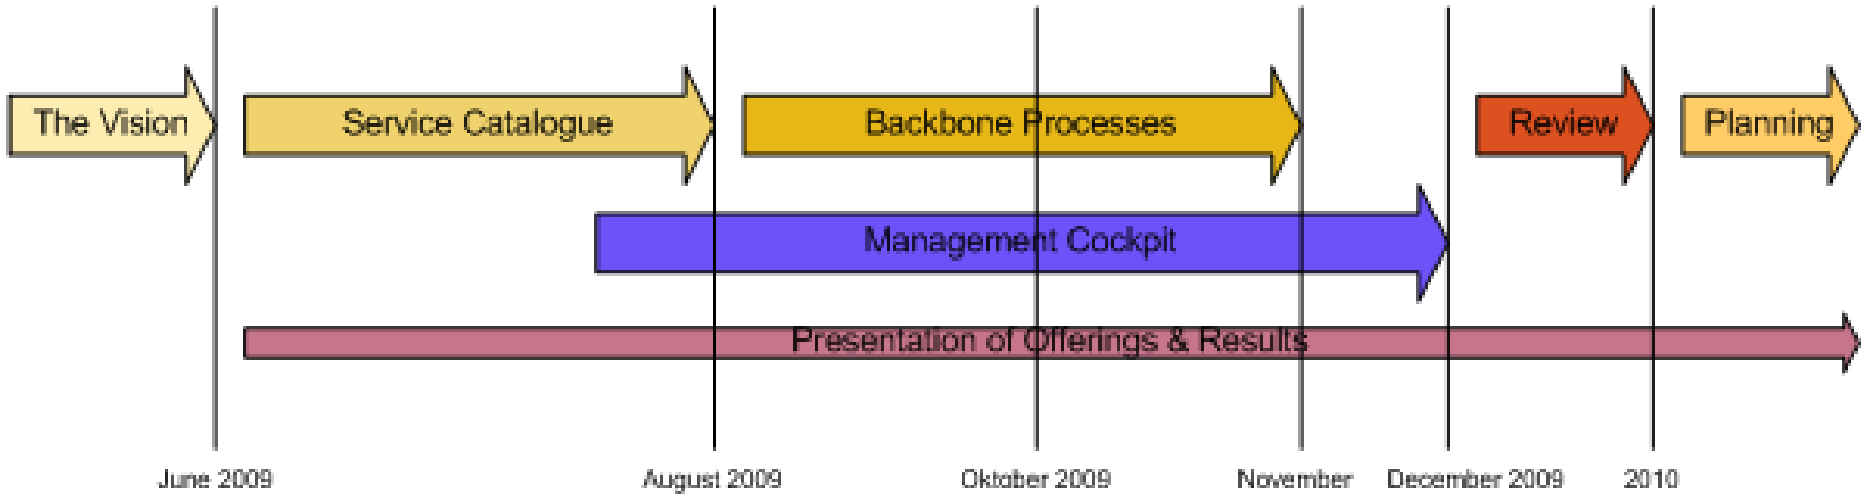 The Vision
Service Catalogue
Backbone Processes
Review
Planning
Management Cockpit
Presentation of Offerings & Results
June 2009
August 2009
Oktober 2009
November
December 2009
2010